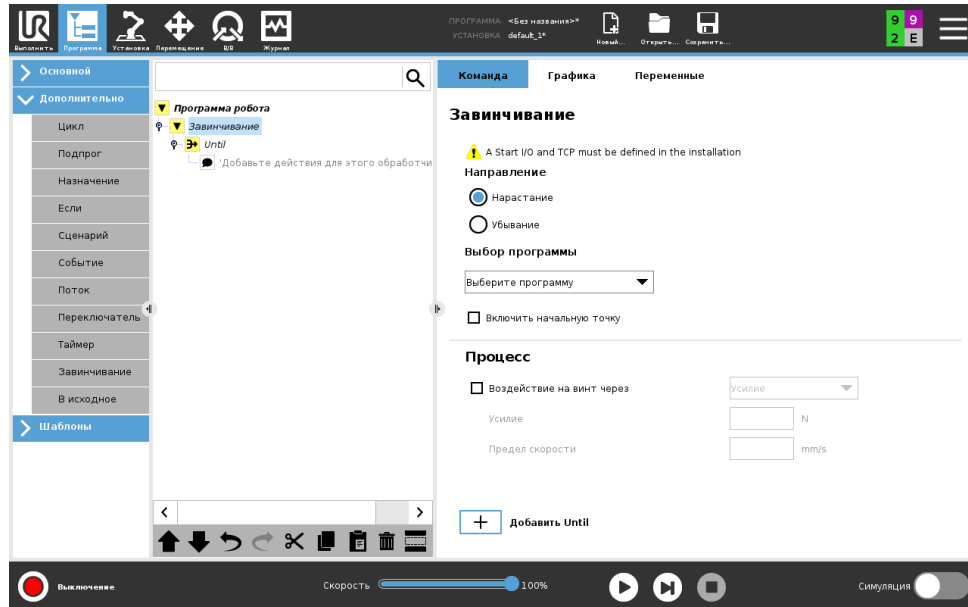 ПРОГРАММА <Без названия>*
УСТАНОВКА default_1*
Выполнить Программа Установка Перемещение В/В Журнал
Новый... Открыть... Сохранить...
9 9
2 E
Основной
Дополнительно
Цикл
Подпрог
Назначение
Если
Сценарий
Событие
Поток
Переключатель
Таймер
Завинчивание
В исходное
Шаблоны
Программа робота
Завинчивание
Until
'Добавьте действия для этого обработчи
Команда Графика Переменные
Завинчивание
A Start I/O and TCP must be defined in the installation
Направление
Нарастание
Убывание
Выбор программы
Выберите программу
Включить начальную точку
Процесс
Воздействие на винт через Усилие
Усилие N
Предел скорости mm/s
Добавить Until
Выключение
Скорость 100%
Симуляция